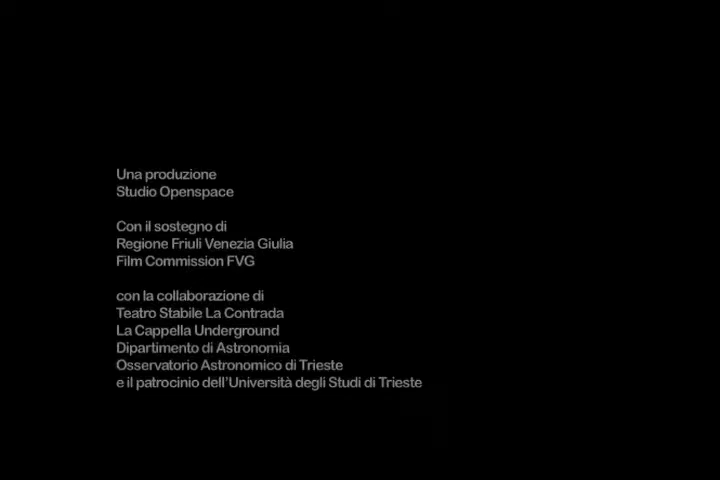 Una produzione
Studio Openspace
Con il sostegno di
Regione Friuli Venezia Giulia
Film Commission FVG
con la collaborazione di
Teatro Stabile La Contrada
La Cappella Underground
Dipartimento di Astronomia
Osservatorio Astronomico di Trieste
e il patrocinio dell'Università degli Studi di Trieste